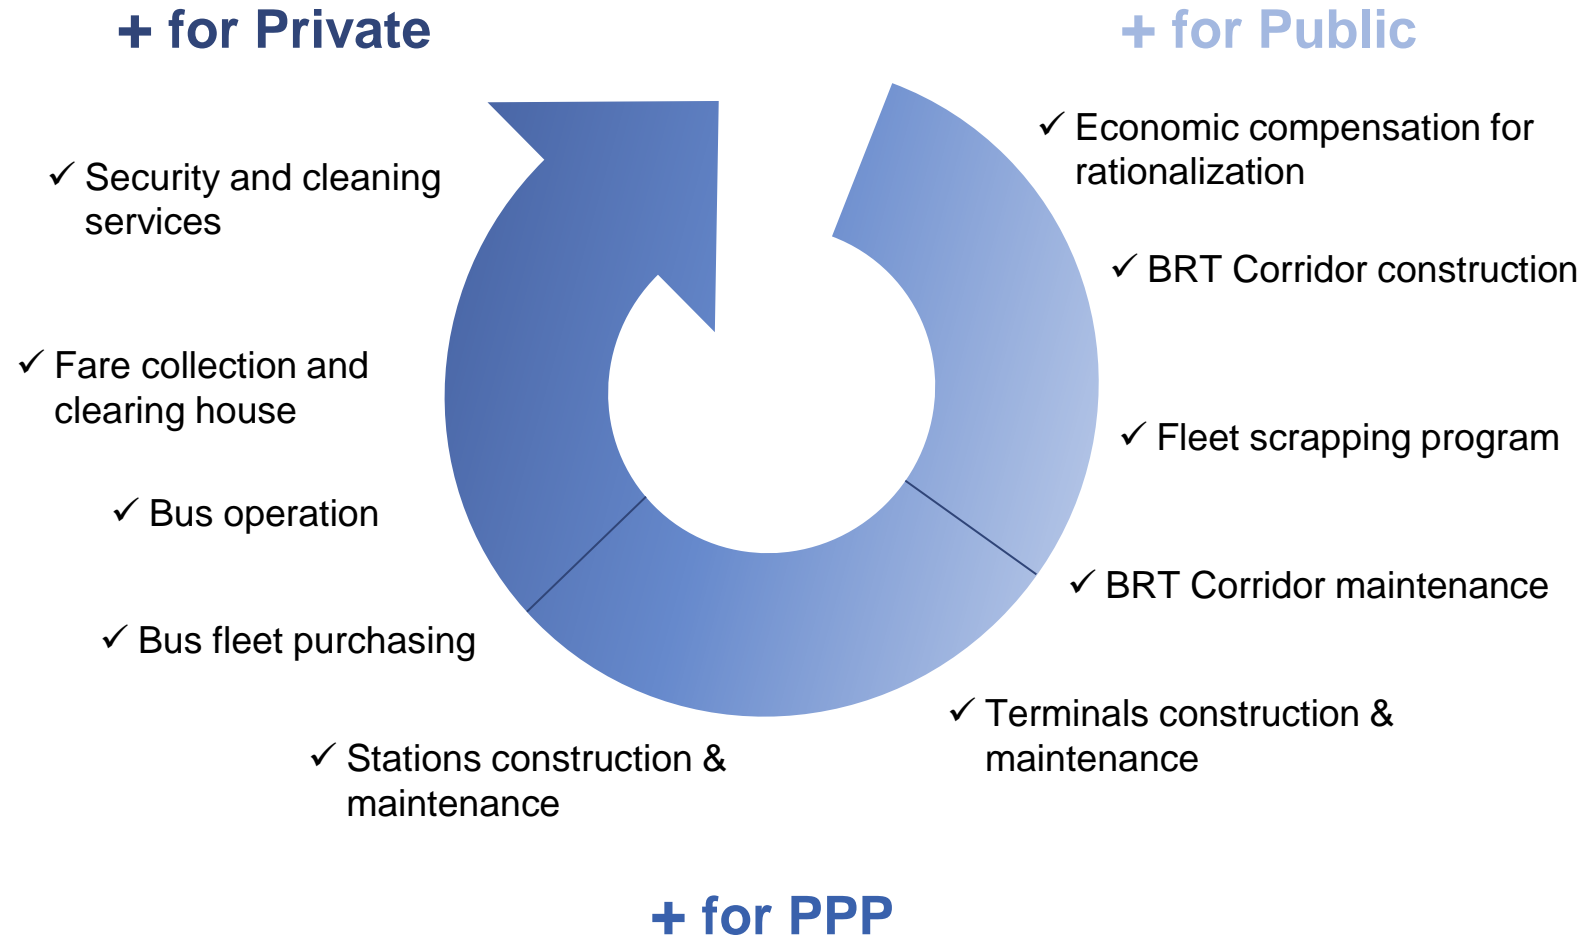 + for Private
+ for Public
✓ Economic compensation for
rationalization
✓ BRT Corridor construction
✓ Fleet scrapping program
✓ BRT Corridor maintenance
✓ Terminals construction &
maintenance
✓ Stations construction &
maintenance
✓ Bus fleet purchasing
✓ Bus operation
✓ Fare collection and
clearing house
✓ Security and cleaning
services
+ for PPP